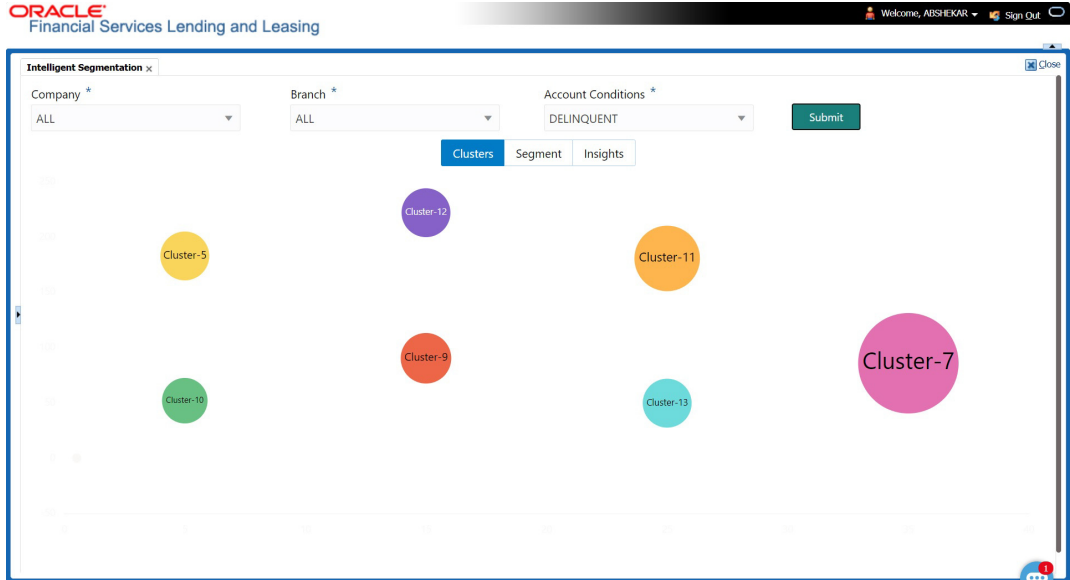 ORACLE
Financial Services Lending and Leasing
Welcome, ABSHEKAR
Sign Out
Intelligent Segmentation
Close
Company *
Branch *
Account Conditions *
ALL
ALL
DELINQUENT
Submit
Clusters
Segment
Insights
Cluster-12
Cluster-5
Cluster-11
Cluster-9
Cluster-7
Cluster-10
Cluster-13
1